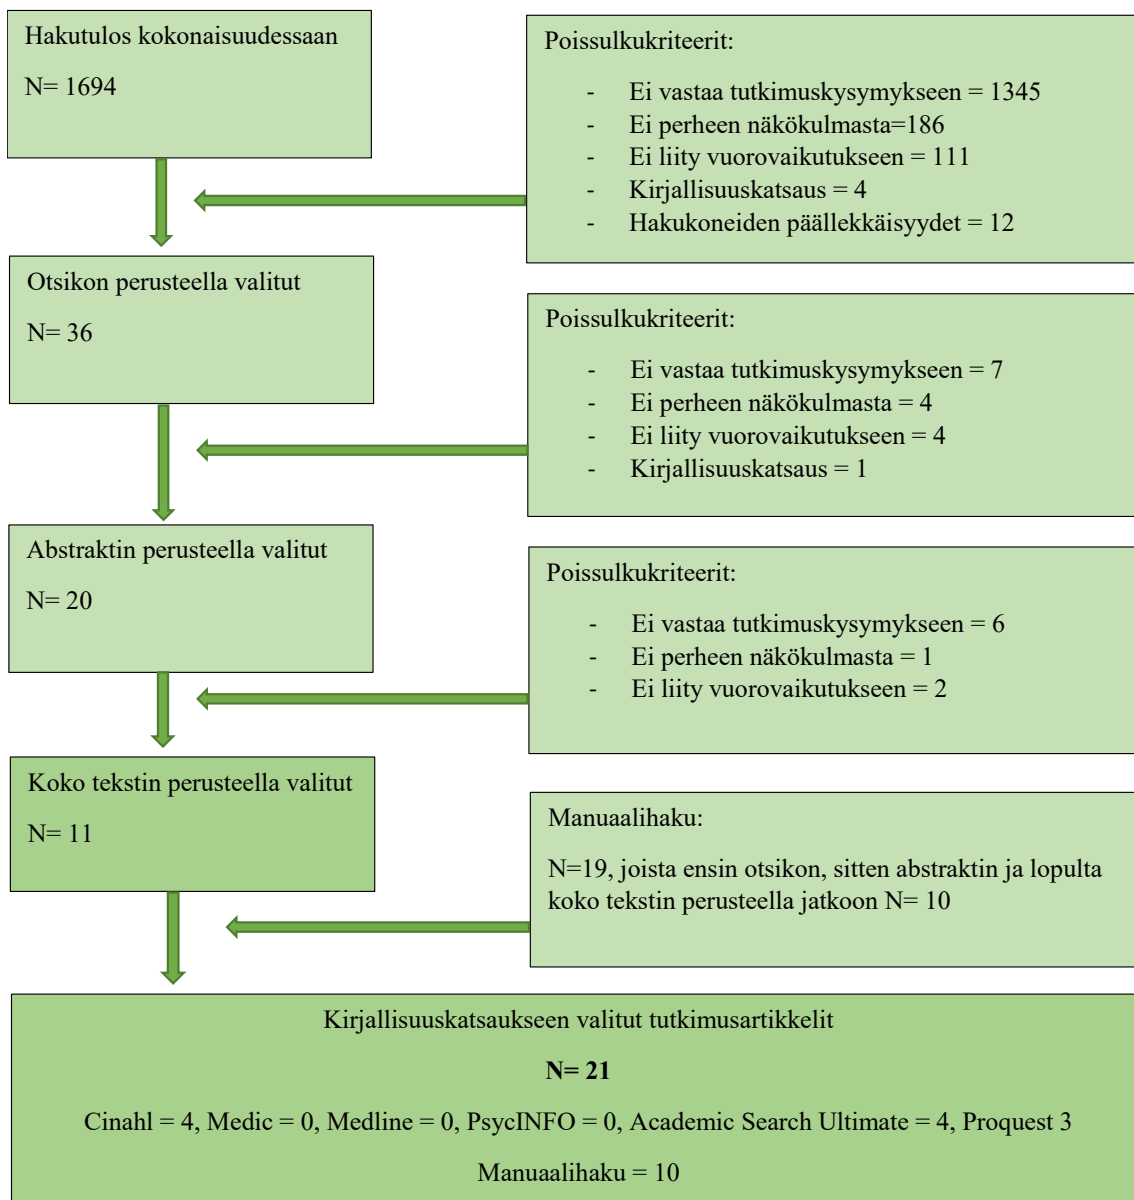 Hakutulos kokonaisuudessaan
N= 1694
Poissulkukriteerit:
- Ei vastaa tutkimuskysymykseen = 1345
- Ei perheen näkökulmasta=186
- Ei liity vuorovaikutukseen = 111
- Kirjallisuuskatsaus = 4
- Hakukoneiden päällekkäisyydet = 12
Otsikon perusteella valitut
N= 36
Poissulkukriteerit:
- Ei vastaa tutkimuskysymykseen = 7
- Ei perheen näkökulmasta = 4
- Ei liity vuorovaikutukseen = 4
- Kirjallisuuskatsaus = 1
Abstraktin perusteella valitut
N= 20
Poissulkukriteerit:
- Ei vastaa tutkimuskysymykseen = 6
- Ei perheen näkökulmasta = 1
- Ei liity vuorovaikutukseen = 2
Koko tekstin perusteella valitut
N= 11
Manuaalihaku:
N=19, joista ensin otsikon, sitten abstraktin ja lopulta
koko tekstin perusteella jatkoon N= 10
Kirjallisuuskatsaukseen valitut tutkimusartikkelit
N= 21
Cinahl = 4, Medic = 0, Medline = 0, PsycINFO = 0, Academic Search Ultimate = 4, Proquest 3
Manuaalihaku = 10